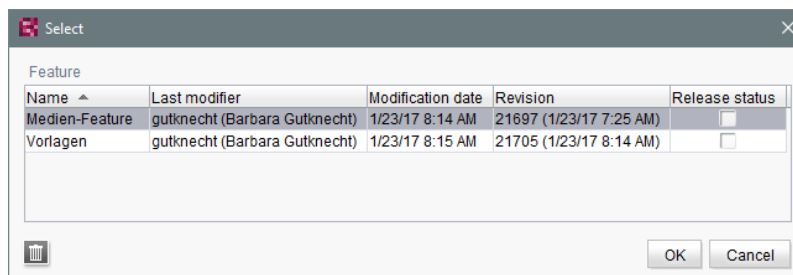 Select
Feature
Name Last modifier Modification date Revision Release status
Medien-Feature gutknecht (Barbara Gutknecht) 1/23/17 8:14 AM 21697 (1/23/17 7:25 AM)
Vorlagen gutknecht (Barbara Gutknecht) 1/23/17 8:15 AM 21705 (1/23/17 8:14 AM)
OK Cancel